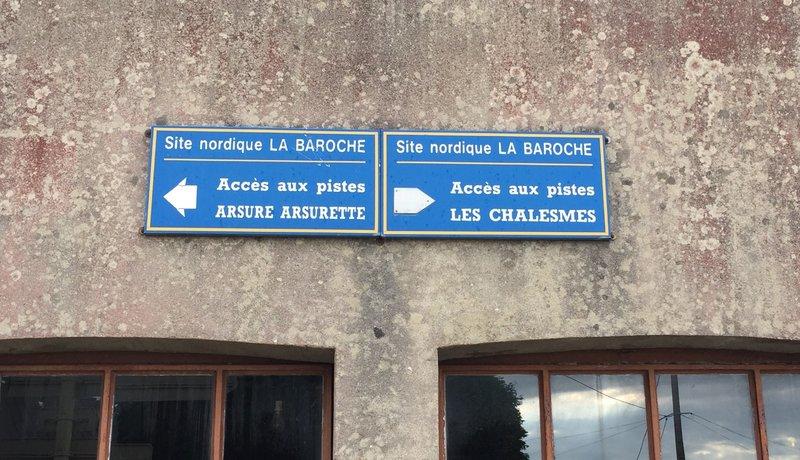 Site nordique LA BAROCHE
Accès aux pistes
ARSURE ARSURETTE
Site nordique LA BAROCHE
Accès aux pistes
LES CHALESMES